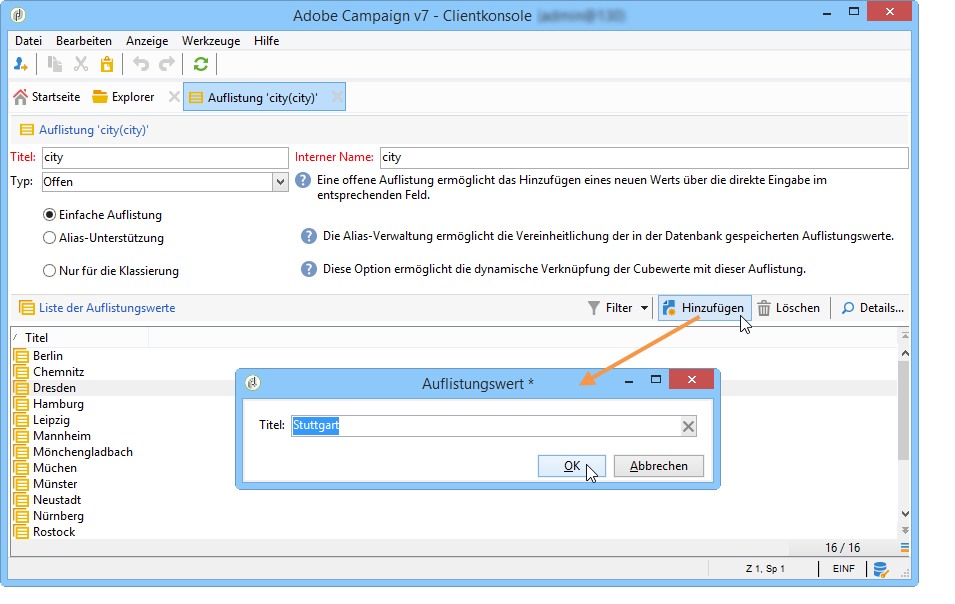 Adobe Campaign v7 - Clientkonsole
Datei Bearbeiten Anzeige Werkzeuge Hilfe
Startseite Explorer Auflistung 'city(city)'
Auflistung 'city(city)'
Titel: city Interner Name: city
Typ: Offen Eine offene Auflistung ermöglicht das Hinzufügen eines neuen Werts über die direkte Eingabe im
entsprechenden Feld.
Einfache Auflistung
Alias-Unterstützung Die Alias-Verwaltung ermöglicht die Vereinheitlichung der in der Datenbank gespeicherten Auflistungswerte.
Nur für die Klassierung Diese Option ermöglicht die dynamische Verknüpfung der Cubewerte mit dieser Auflistung.
Liste der Auflistungswerte Filter Hinzufügen Löschen Details...
Titel
Berlin
Chemnitz
Dresden
Hamburg
Leipzig
Mannheim
Mönchengladbach
Müchen
Münster
Neustadt
Nürnberg
Rostock
Auflistungswert *
Titel: Stuttgart
OK Abbrechen
16 / 16
Z 1, Sp 1 EINF